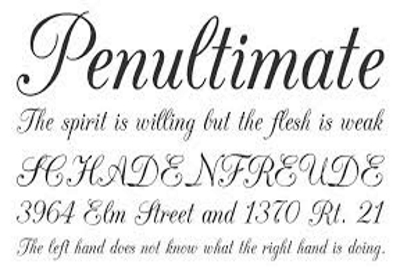 Penultimate
The spirit is willing but the flesh is weak
SCHADENFREUDE
3964 Elm Street and 1370 Rt. 21
The left hand does not know what the right hand is doing.